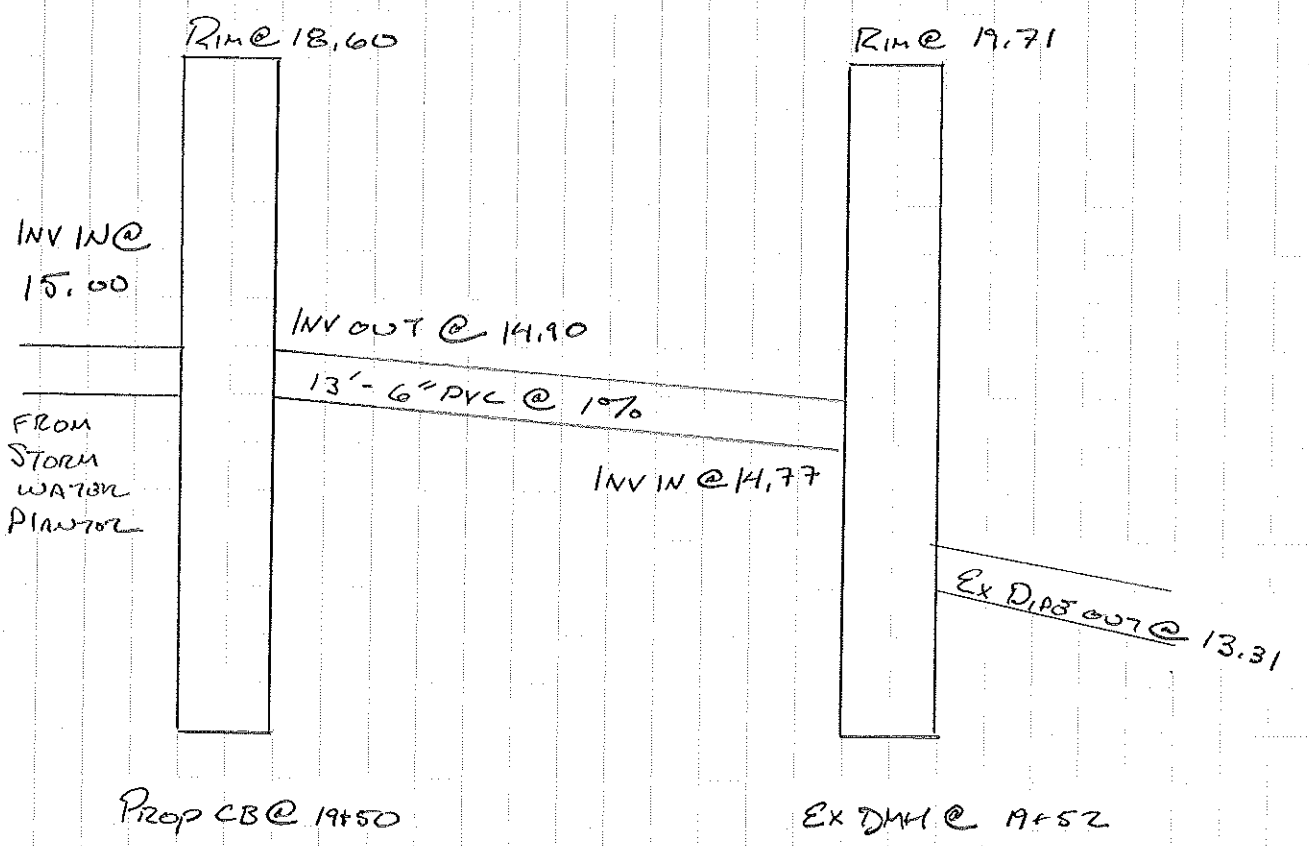 RIM @ 18.60
RIM @ 19.71
INV IN @
15.00
INV OUT @ 14.90
13' - 6" PVC @ 1%
FROM
STORM
WATER
PLANTER
INV IN @ 14.77
EX PIPE OUT @ 13.31
PROP CB @ 19+50
EX DMH @ 19+52